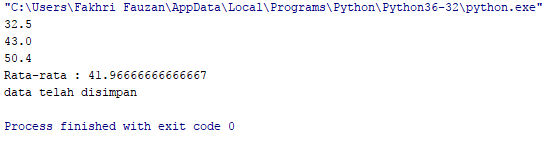 "C:\Users\Fakhri Fauzan\AppData\Local\Programs\Python\Python36-32\python.exe"
32.5
43.0
50.4
Rata-rata : 41.96666666666667
data telah disimpan
Process finished with exit code 0